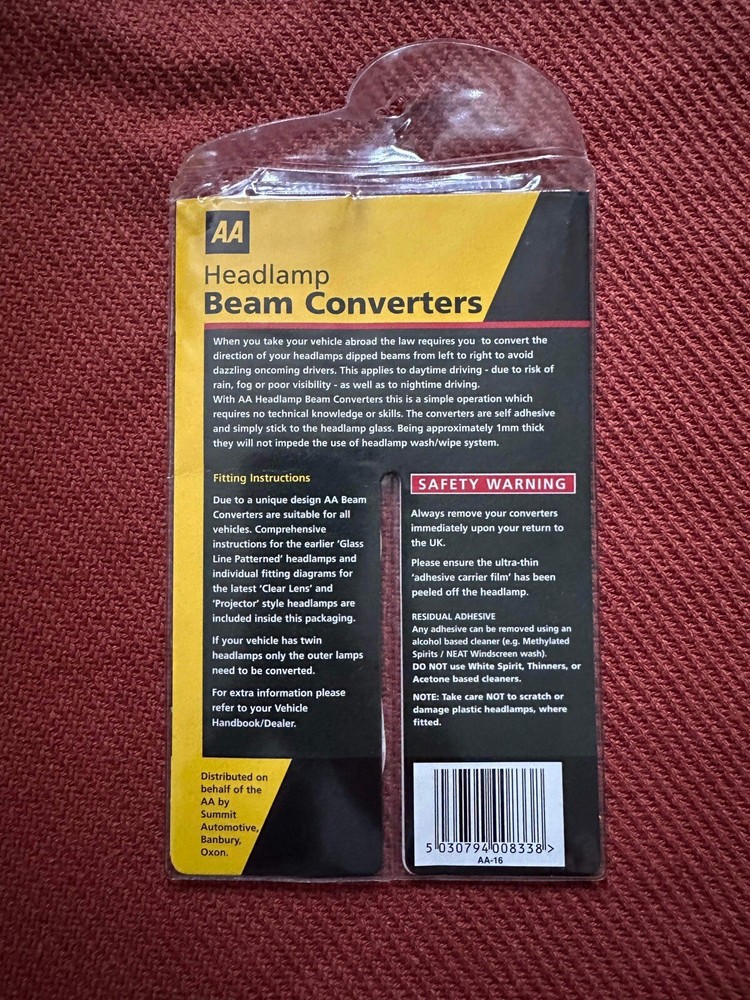 AA
Headlamp
Beam Converters
When you take your vehicle abroad the law requires you to convert the
direction of your headlamps dipped beams from left to right to avoid
dazzling oncoming drivers. This applies to daytime driving - due to risk of
rain, fog or poor visibility - as well as to nightime driving.
With AA Headlamp Beam Converters this is a simple operation which
requires no technical knowledge or skills. The converters are self adhesive
and simply stick to the headlamp glass. Being approximately 1mm thick
they will not impede the use of headlamp wash/wipe system.
Fitting Instructions
Due to a unique design AA Beam
Converters are suitable for all
vehicles. Comprehensive
instructions for the earlier 'Glass
Line Patterned' headlamps and
individual fitting diagrams for
the latest 'Clear Lens' and
'Projector' style headlamps are
included inside this packaging.
If your vehicle has twin
headlamps only the outer lamps
need to be converted.
For extra information please
refer to your Vehicle
Handbook/Dealer.
SAFETY WARNING
Always remove your converters
immediately upon your return to
the UK.
Please ensure the ultra-thin
'adhesive carrier film' has been
peeled off the headlamp.
RESIDUAL ADHESIVE
Any adhesive can be removed using an
alcohol based cleaner (e.g. Methylated
Spirits / NEAT Windscreen wash).
DO NOT use White Spirit, Thinners, or
Acetone based cleaners.
NOTE: Take care NOT to scratch or
damage plastic headlamps, where
fitted.
Distributed on
behalf of the
AA by
Summit
Automotive,
Banbury,
Oxon.
5 030794 008338 >
AA-16